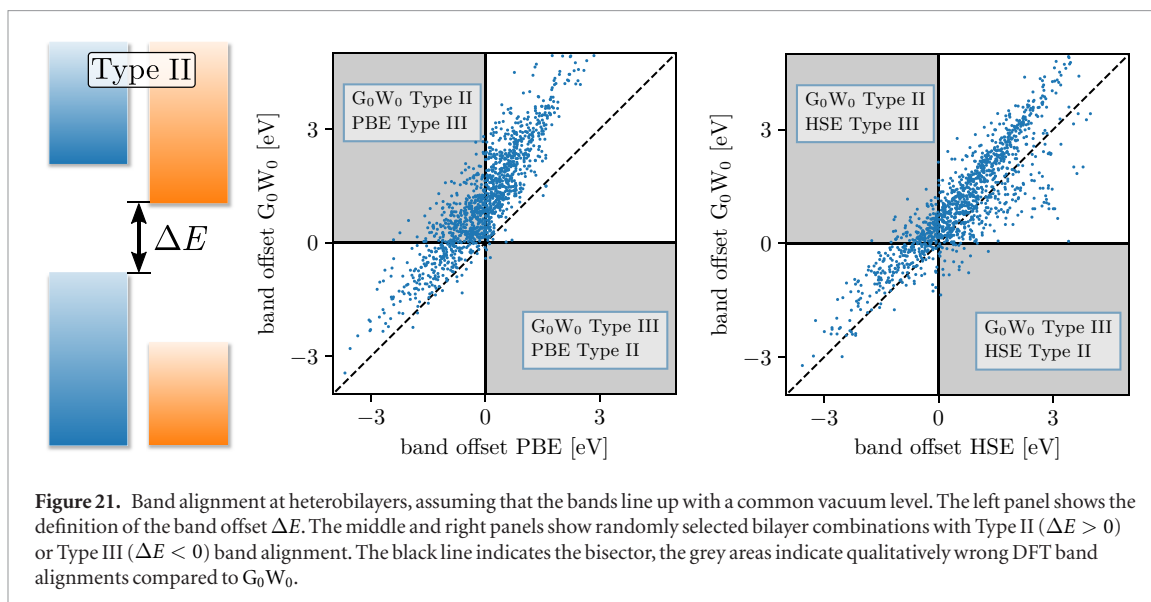 Type II
ΔE
band offset G₀W₀ [eV]
3
0
−3
G₀W₀ Type II
PBE Type III
G₀W₀ Type III
PBE Type II
−3 0 3
band offset PBE [eV]
band offset G₀W₀ [eV]
3
0
−3
G₀W₀ Type II
HSE Type III
G₀W₀ Type III
HSE Type II
−3 0 3
band offset HSE [eV]
Figure 21. Band alignment at heterobilayers, assuming that the bands line up with a common vacuum level. The left panel shows the
definition of the band offset ΔE. The middle and right panels show randomly selected bilayer combinations with Type II (ΔE > 0)
or Type III (ΔE < 0) band alignment. The black line indicates the bisector, the grey areas indicate qualitatively wrong DFT band
alignments compared to G₀W₀.